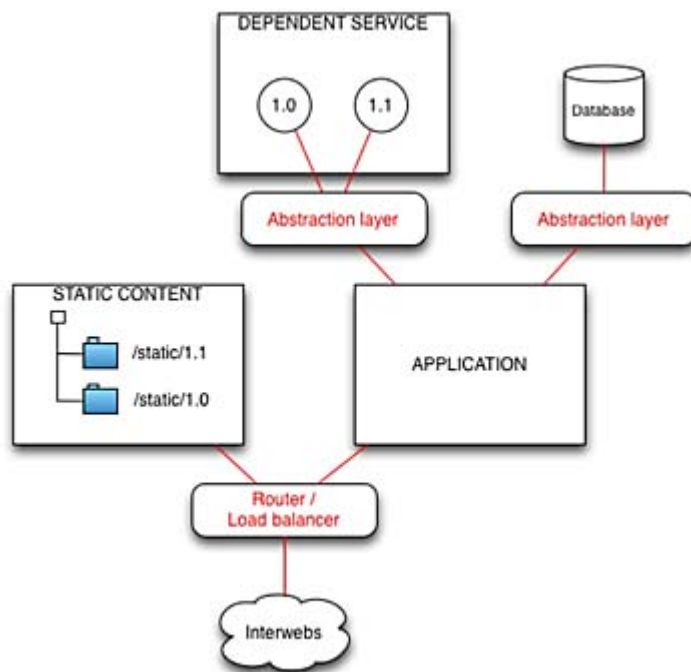 DEPENDENT SERVICE
1.0
1.1
Database
Abstraction layer
Abstraction layer
STATIC CONTENT
/static/1.1
/static/1.0
APPLICATION
Router /
Load balancer
Interwebs